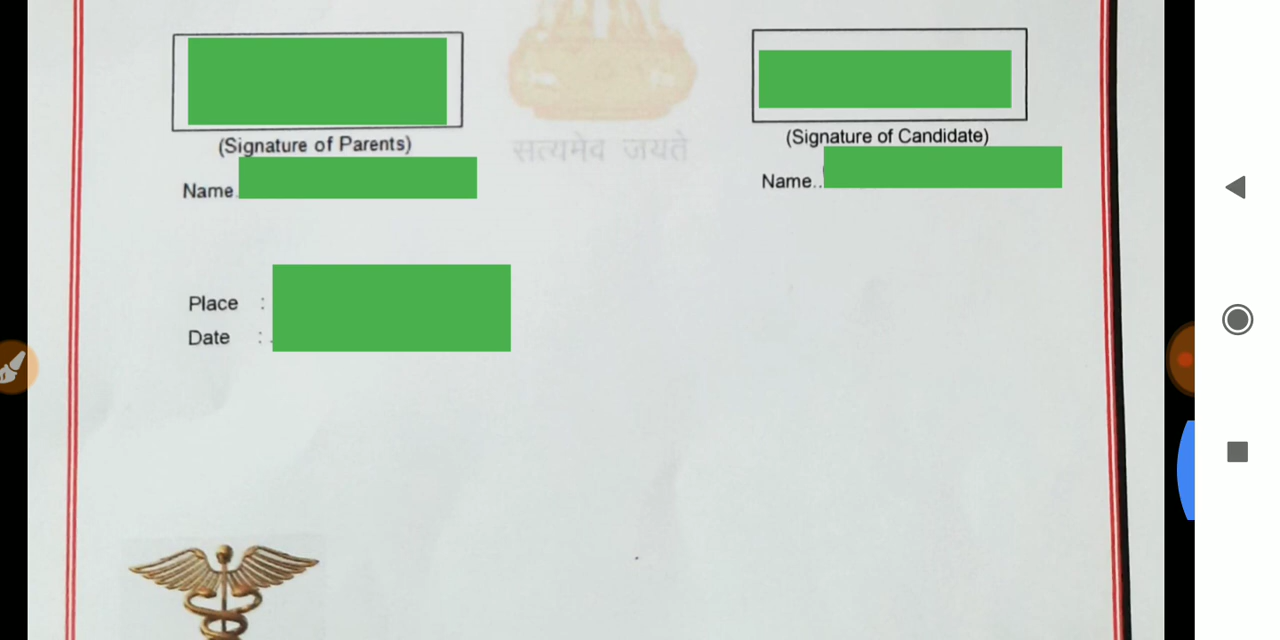 सत्यमेव जयते
(Signature of Parents)
(Signature of Candidate)
Name.
Name..
Place :
Date : .